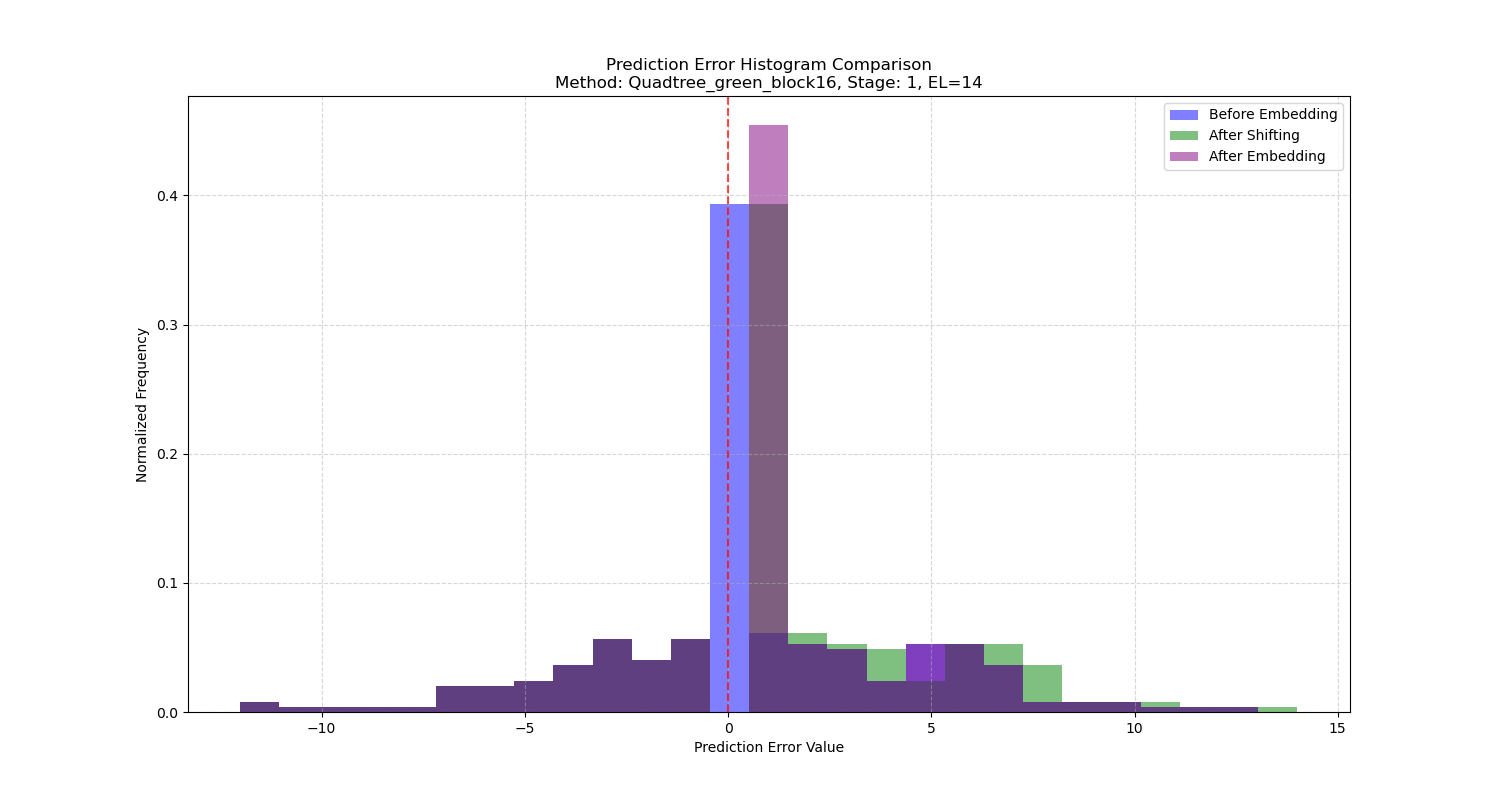 Prediction Error Histogram Comparison
Method: Quadtree_green_block16, Stage: 1, EL=14
Before Embedding
After Shifting
After Embedding
Normalized Frequency
0.4
0.3
0.2
0.1
0.0
−10
−5
0
5
10
15
Prediction Error Value